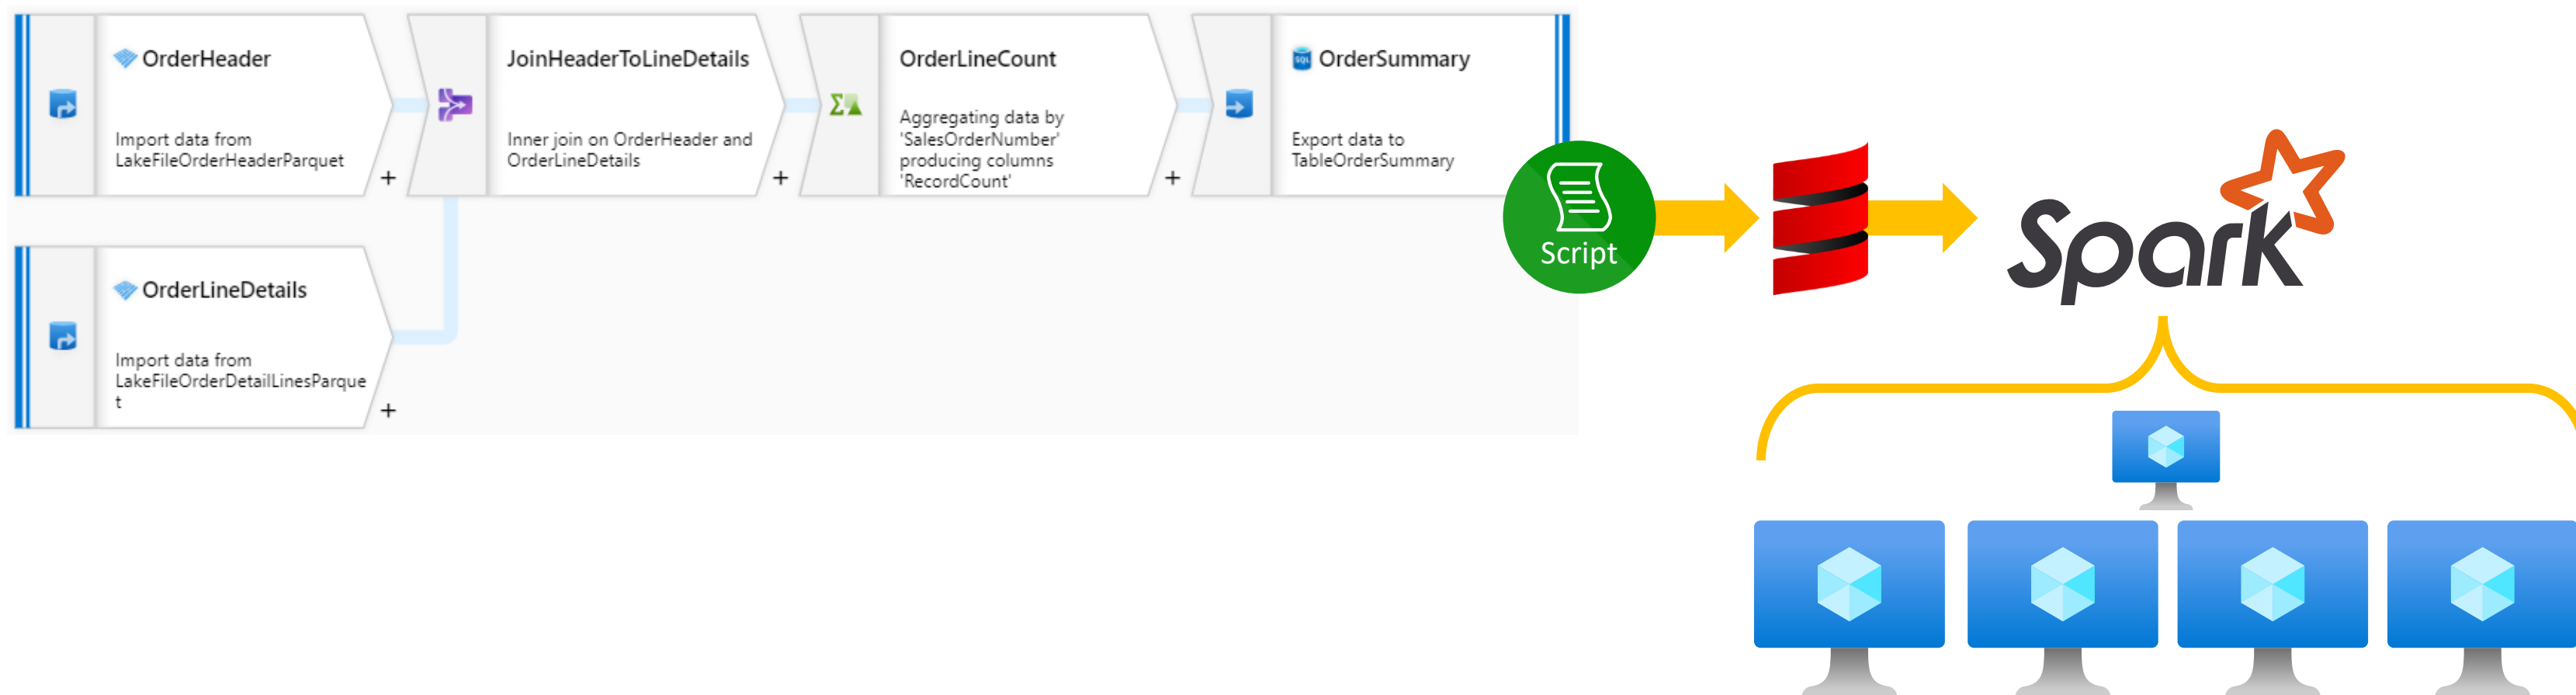 OrderHeader
Import data from
LakeFileOrderHeaderParquet
+
JoinHeaderToLineDetails
Inner join on OrderHeader and
OrderLineDetails
+
OrderLineCount
Aggregating data by
'SalesOrderNumber'
producing columns
'RecordCount'
+
SQL
OrderSummary
Export data to
TableOrderSummary
Script
Spark
OrderLineDetails
Import data from
LakeFileOrderDetailLinesParque
t
+